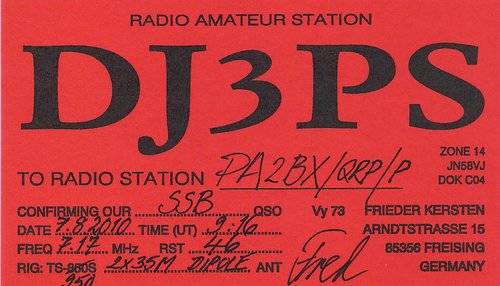 RADIO AMATEUR STATION
DJ3PS
ZONE 14
JN58VJ
DOK C04
TO RADIO STATION PA2BX/QRP/P
CONFIRMING OUR SSB QSO Vy 73 FRIEDER KERSTEN
DATE 7.8.2010 TIME (UT) 9.16 ARNDTSTRASSE 15
FREQ 7.17 MHz RST 46 85356 FREISING
RIG: TS-850S 2x35M DIPOLE ANT Fred GERMANY
950